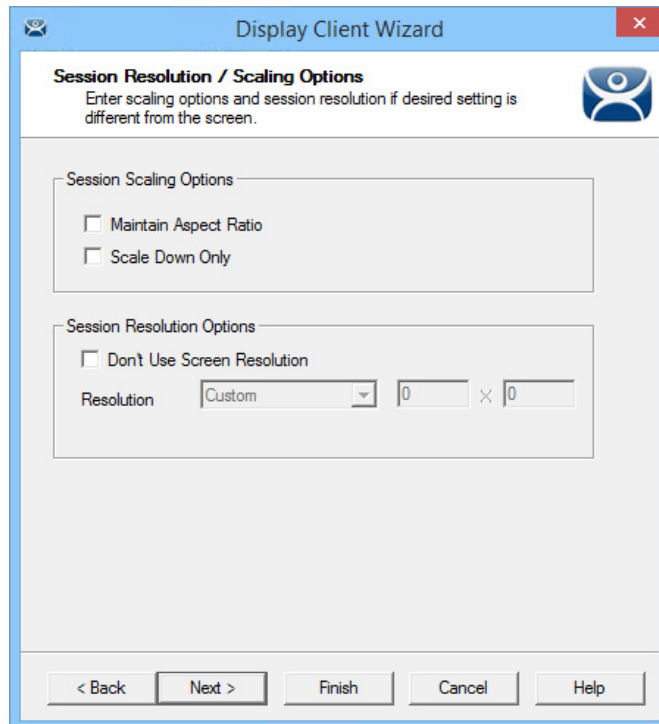 Display Client Wizard
Session Resolution / Scaling Options
Enter scaling options and session resolution if desired setting is
different from the screen.
Session Scaling Options
Maintain Aspect Ratio
Scale Down Only
Session Resolution Options
Don't Use Screen Resolution
Resolution Custom 0 X 0
< Back Next > Finish Cancel Help